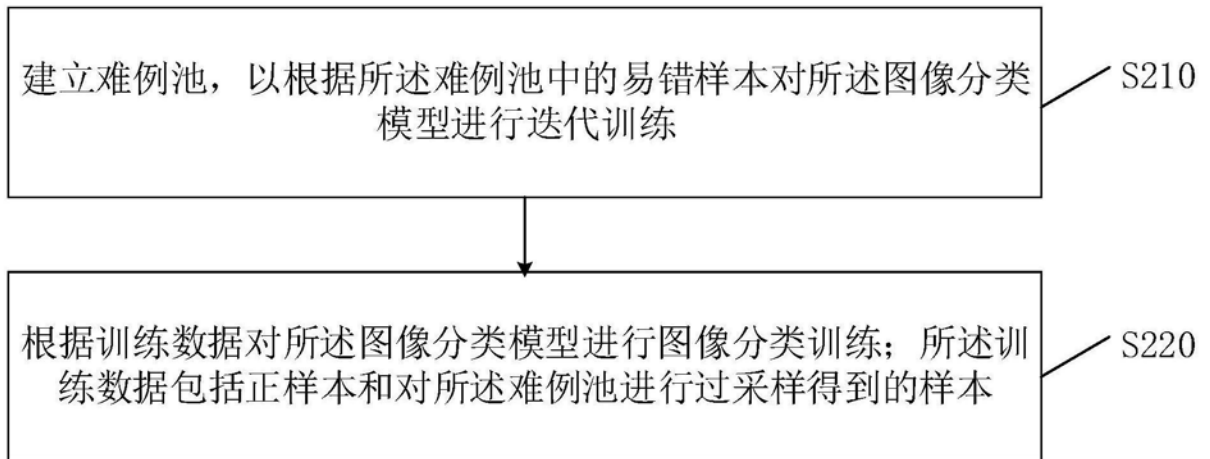 建立难例池，以根据所述难例池中的易错样本对所述图像分类
模型进行迭代训练
S210
根据训练数据对所述图像分类模型进行图像分类训练；所述训
练数据包括正样本和对所述难例池进行过采样得到的样本
S220